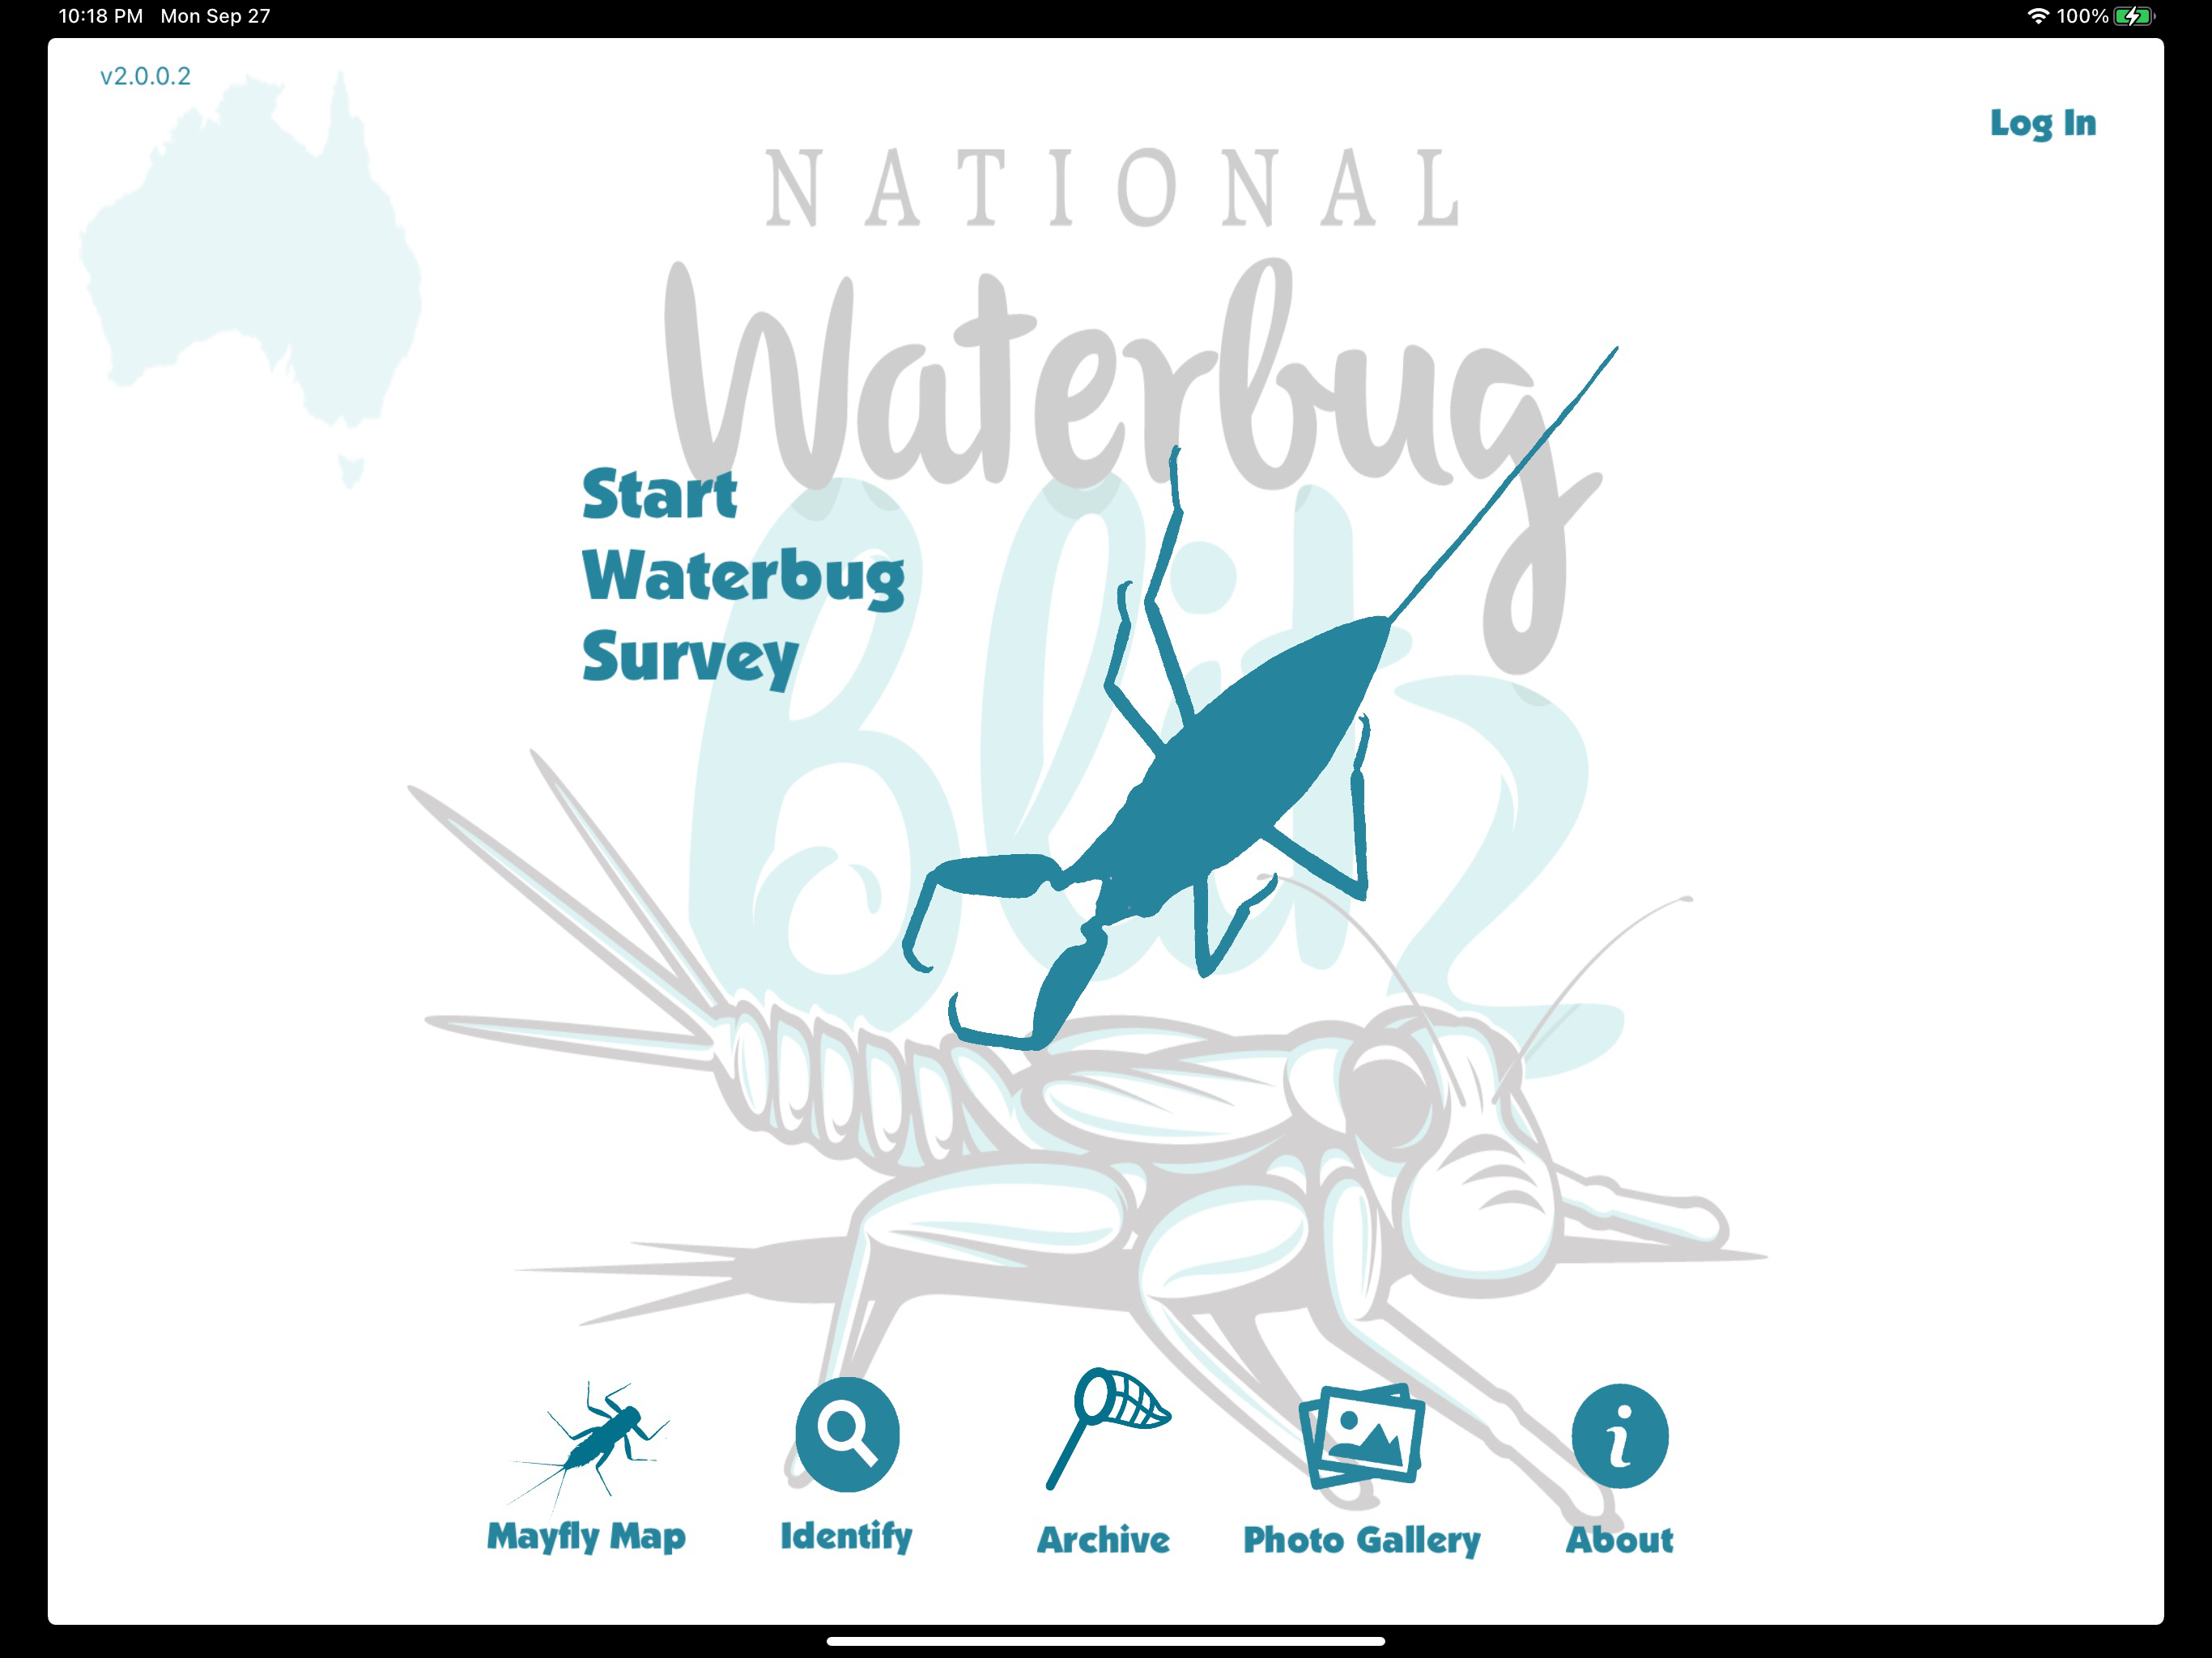 10:18 PM Mon Sep 27
100%
v2.0.0.2
Log In
NATIONAL
Waterbug
Blitz
Start
Waterbug
Survey
Mayfly Map
Identify
Archive
Photo Gallery
About